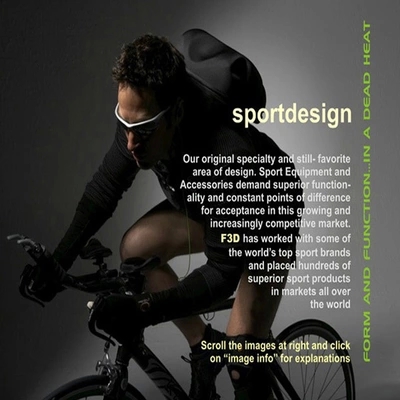 sportdesign
Our original specialty and still- favorite
area of design. Sport Equipment and
Accessories demand superior function-
ality and constant points of difference
for acceptance in this growing and
increasingly competitive market.
F3D has worked with some of
the world's top sport brands
and placed hundreds of
superior sport products
in markets all over
the world
Scroll the images at right and click
on “image info” for explanations
FORM AND FUNCTION...IN A DEAD HEAT